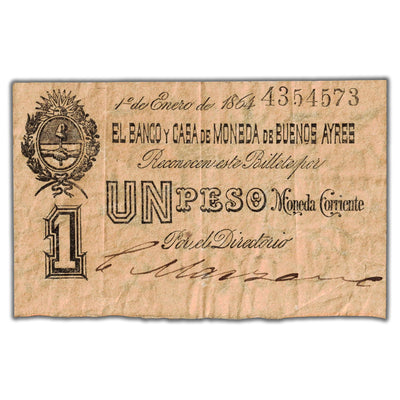 1º de Enero de 1864 4354573
EL BANCO Y CASA DE MONEDA DE BUENOS AYRES
Reconocen este Billete por
1 UN PESO Moneda Corriente
Por el Directorio